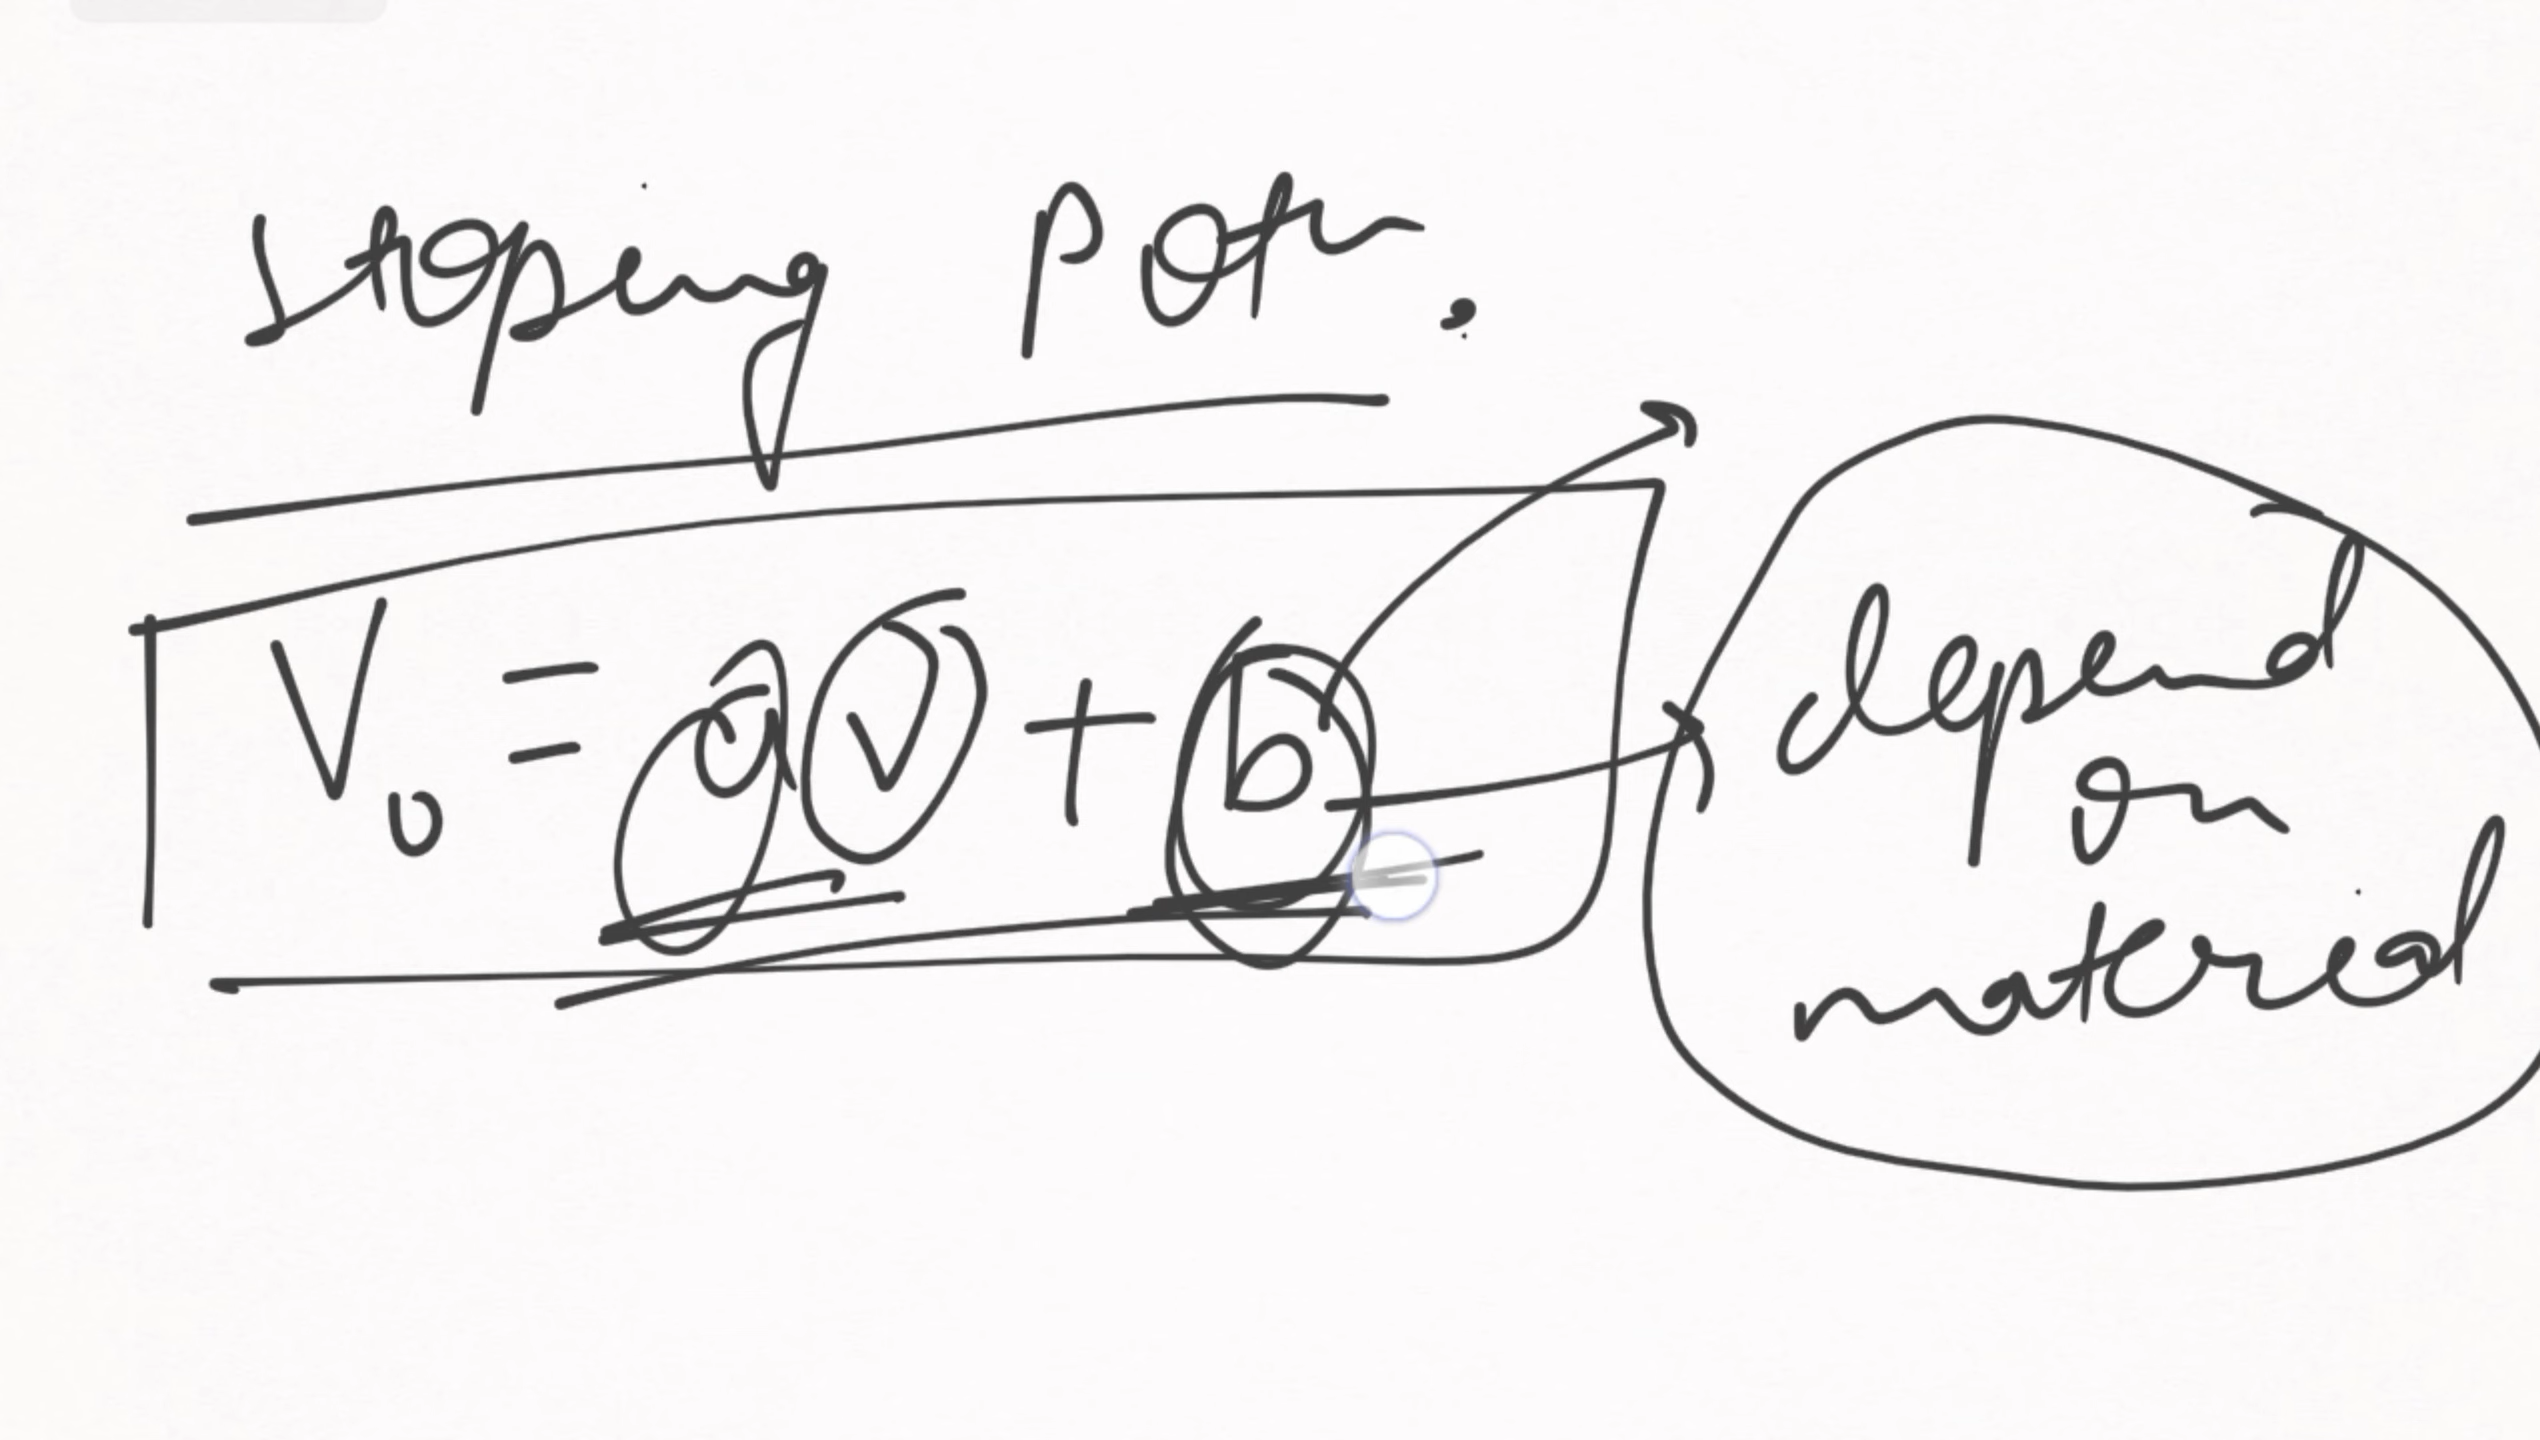 stoping Potn.
V₀ = aν + b
depend
on
material